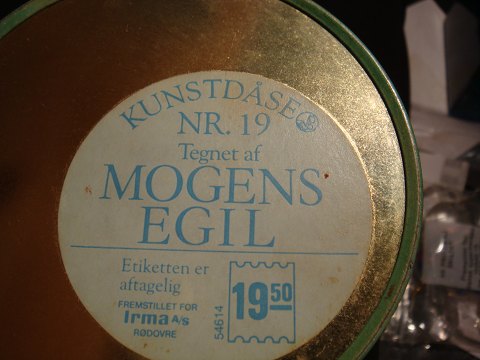 KUNSTDÅSE
NR. 19
Tegnet af
MOGENS
EGIL
Etiketten er
aftagelig
FREMSTILLET FOR
Irma A/s
RØDOVRE
54614
19 50